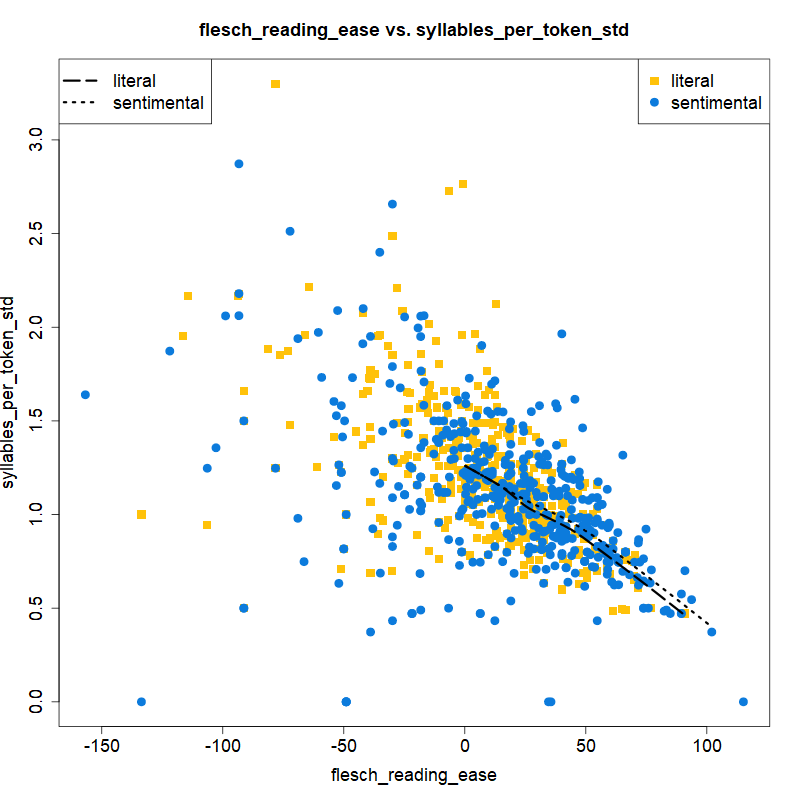 flesch_reading_ease vs. syllables_per_token_std
literal
sentimental
literal
sentimental
syllables_per_token_std
3.0
2.5
2.0
1.5
1.0
0.5
0.0
-150
-100
-50
0
50
100
flesch_reading_ease